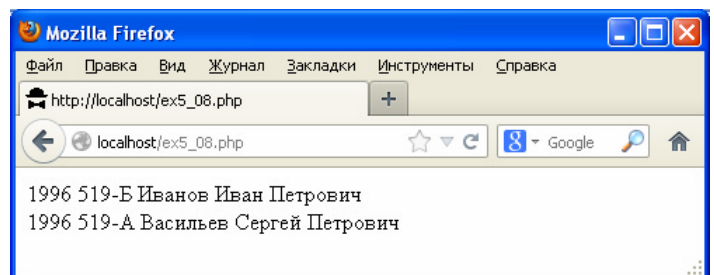 Mozilla Firefox
Файл Правка Вид Журнал Закладки Инструменты Справка
http://localhost/ex5_08.php +
localhost/ex5_08.php Google
1996 519-Б Иванов Иван Петрович
1996 519-А Васильев Сергей Петрович